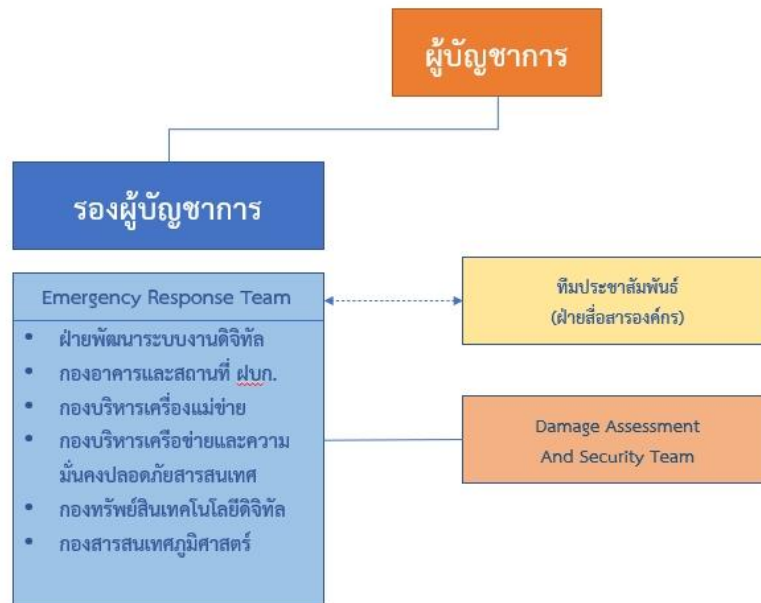 ผู้บัญชาการ
รองผู้บัญชาการ
Emergency Response Team
• ฝ่ายพัฒนาระบบงานดิจิทัล
• กองอาคารและสถานที่ ฝบก.
• กองบริหารเครื่องแม่ข่าย
• กองบริหารเครือข่ายและความ
มั่นคงปลอดภัยสารสนเทศ
• กองทรัพย์สินเทคโนโลยีดิจิทัล
• กองสารสนเทศภูมิศาสตร์
ทีมประชาสัมพันธ์
(ฝ่ายสื่อสารองค์กร)
Damage Assessment
And Security Team